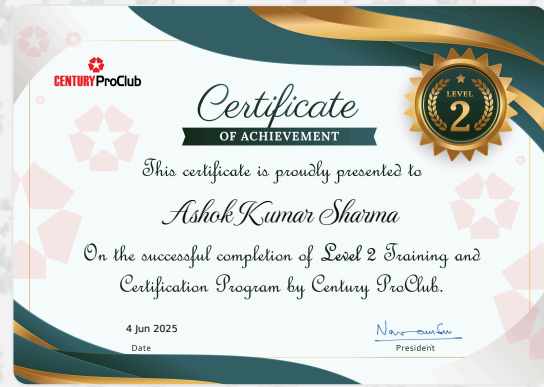 CENTURY ProClub
Certificate
OF ACHIEVEMENT
LEVEL
2
This certificate is proudly presented to
Ashok Kumar Sharma
On the successful completion of Level 2 Training and
Certification Program by Century ProClub.
4 Jun 2025
Date
President